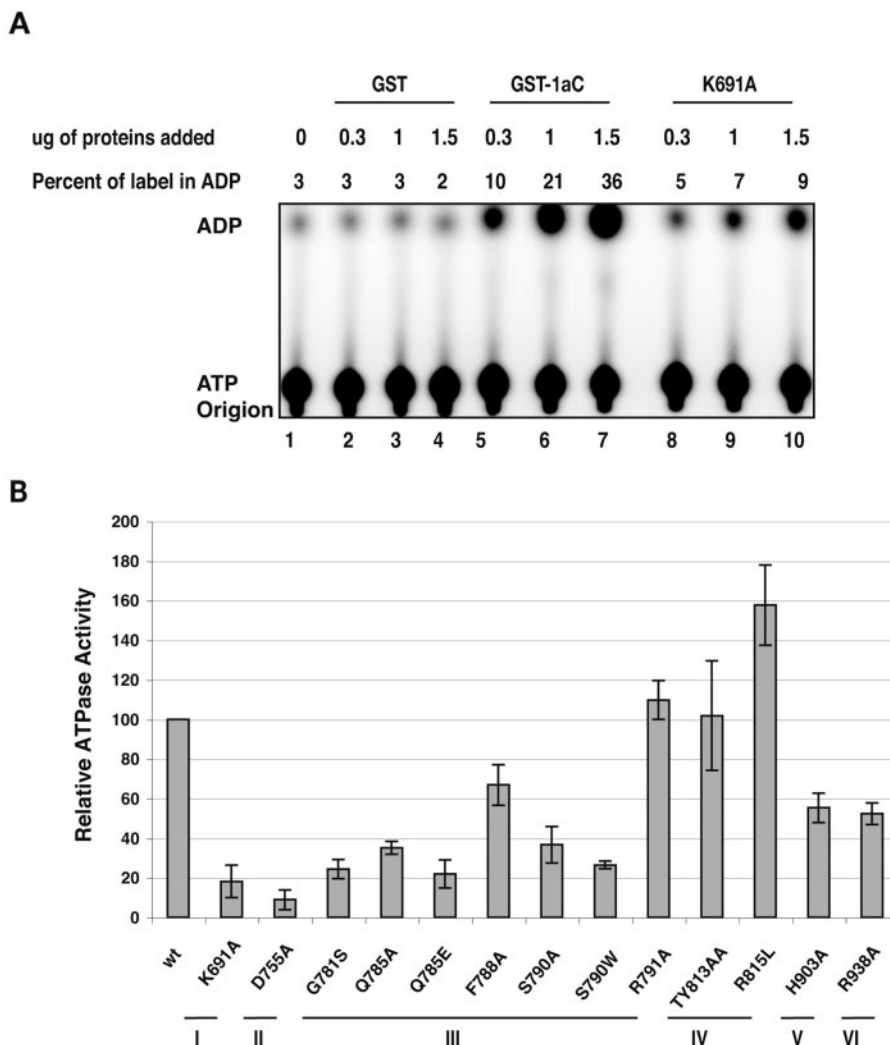 A
GST GST-1aC K691A
ug of proteins added 0 0.3 1 1.5 0.3 1 1.5 0.3 1 1.5
Percent of label in ADP 3 3 3 2 10 21 36 5 7 9
ADP
ATP
Origion
1 2 3 4 5 6 7 8 9 10
B
Relative ATPase Activity
200
180
160
140
120
100
80
60
40
20
0
wt K691A D755A G781S Q785A Q785E F788A S790A S790W R791A TY813AA R815L H903A R938A
I II III IV V VI